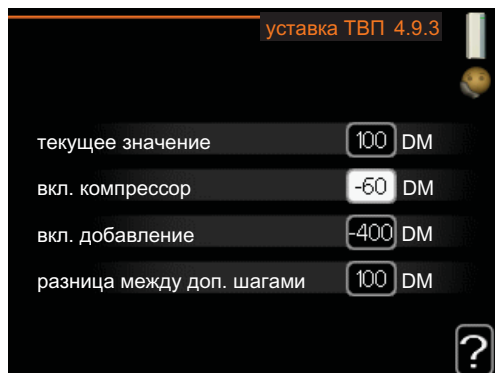 уставка ТВП 4.9.3
текущее значение 100 DM
вкл. компрессор -60 DM
вкл. добавление -400 DM
разница между доп. шагами 100 DM
?